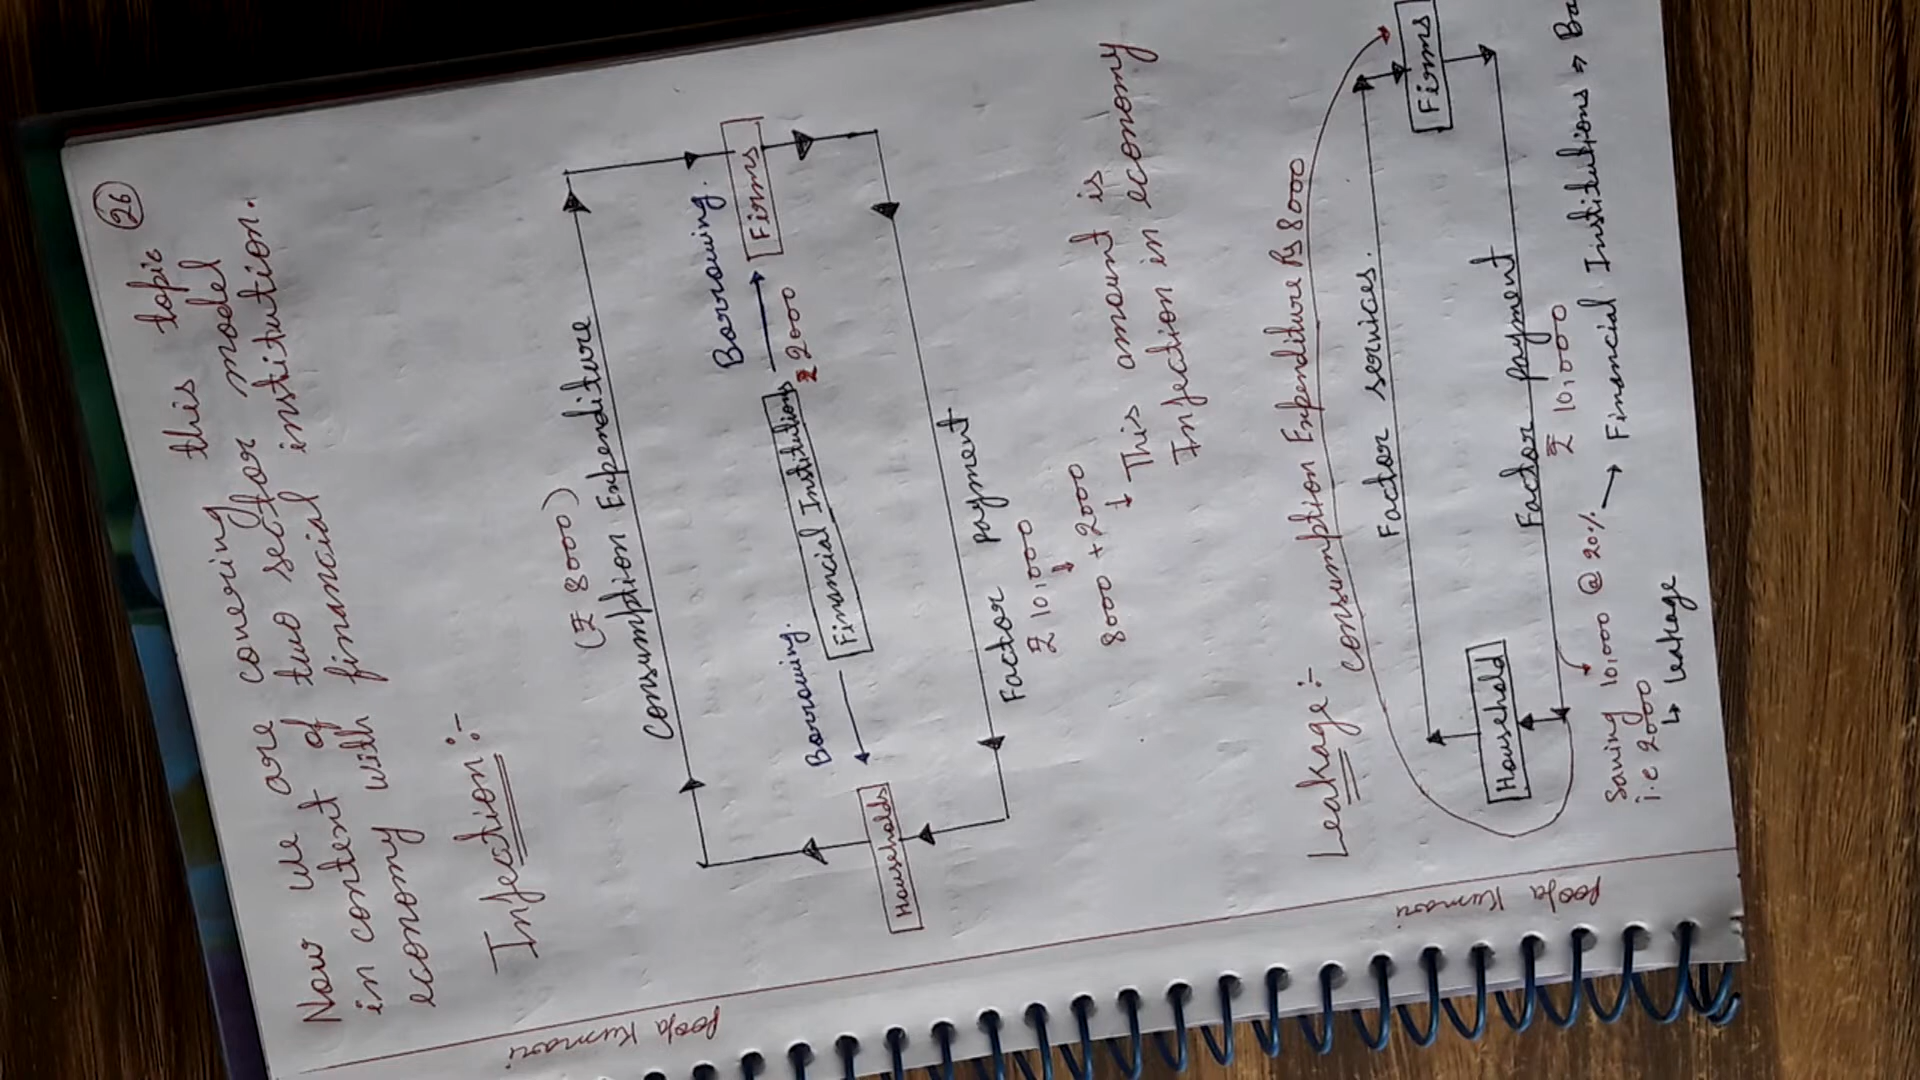 26
Now we are covering this topic
in context of two sector model
economy with financial institution.
Injection :-
(₹ 8000)
Consumption Expenditure
Borrowing.
Borrowing.
Households
Financial Institutions
Firms
₹ 2000
Factor Payment
₹ 10,000
8000 + 2000
This amount is
Injection in economy
Leakage :-
Consumption Expenditure Rs 8000
Factor services.
Household
Firms
Factor payment
₹ 10,000
Saving 10,000 @ 20% → Financial Institutions ⇒ Ba
i.e 2000
↳ Leakage
Pooja Kumari
Pooja Kumari